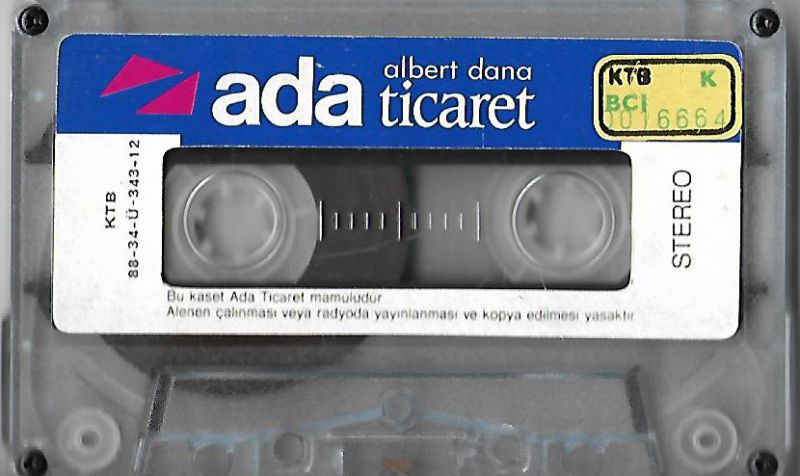 ada
albert dana
ticaret
KTB K
BCI
0016664
KTB
88-34-Ü-343-12
STEREO
Bu kaset Ada Ticaret mamulüdür
Alenen çalınması veya radyoda yayınlanması ve kopya edilmesi yasaktır